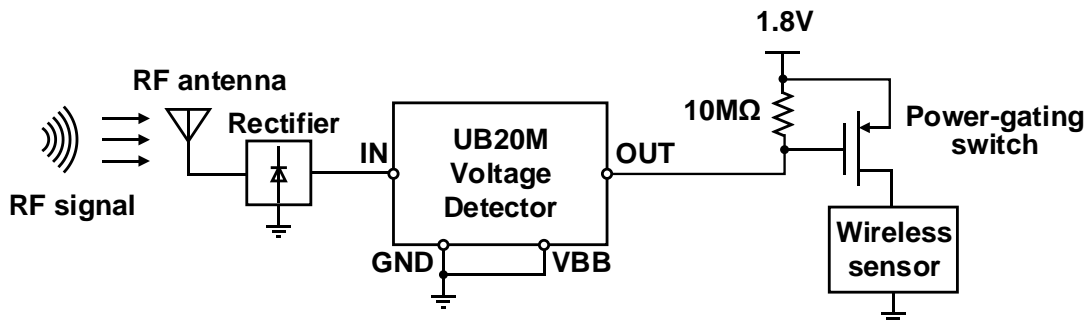 1.8V
RF antenna
10MΩ
Power-gating
switch
Rectifier
IN
UB20M
Voltage
Detector
OUT
RF signal
GND
VBB
Wireless
sensor